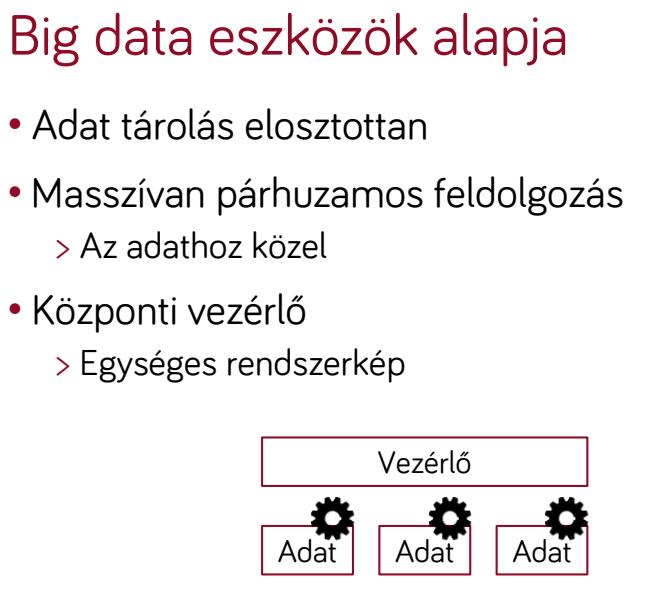 Big data eszközök alapja
• Adat tárolás elosztottan
• Masszívan párhuzamos feldolgozás
> Az adathoz közel
• Központi vezérlő
> Egységes rendszerkép
Vezérlő
Adat Adat Adat